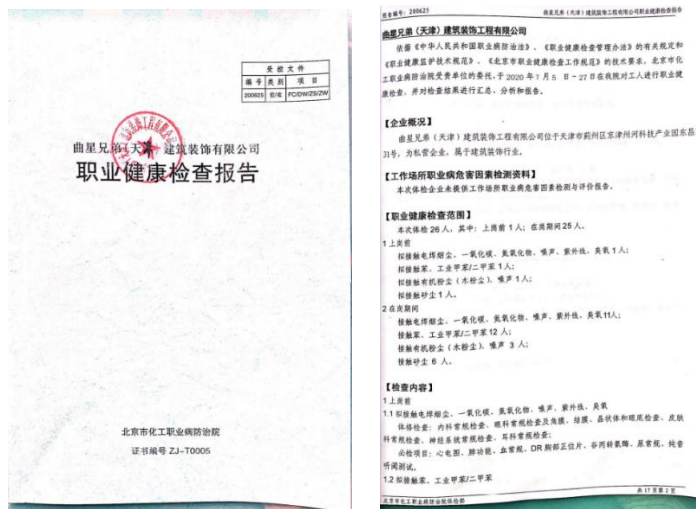 受 控 文 件
编 号 类 别 项 目
200625 控/处 FC/DW/ZG/ZW
曲星兄弟（天津）建筑装饰有限公司
职业健康检查报告
北京市化工职业病防治院
证书编号 ZJ-T0005
报告编号：200625
曲星兄弟（天津）建筑装饰工程有限公司职业健康检查报告
曲星兄弟（天津）建筑装饰工程有限公司
依据《中华人民共和国职业病防治法》、《职业健康检查管理办法》的有关规定和
《职业健康监护技术规范》、《北京市职业健康检查工作规范》的技术要求，北京市化
工职业病防治院受贵单位的委托，于 2020 年 7 月 5 日 -27 日在我院对工人进行职业健
康检查，并对检查结果进行汇总、分析和报告。
【企业概况】
曲星兄弟（天津）建筑装饰工程有限公司位于天津市蓟州区京津州河科技产业园东昌
31号，为私营企业，属于建筑装饰行业。
【工作场所职业病危害因素检测资料】
本次体检企业未提供工作场所职业病危害因素检测与评价报告。
【职业健康检查范围】
本次体检 26 人，其中：上岗前 1 人；在岗期间 25 人。
1 上岗前
拟接触电焊烟尘、一氧化碳、氮氧化物、噪声、紫外线、臭氧 1 人；
拟接触苯、工业甲苯/二甲苯 1 人；
拟接触有机粉尘（木粉尘）、噪声 1 人；
拟接触矽尘 1 人。
2 在岗期间
接触电焊烟尘、一氧化碳、氮氧化物、噪声、紫外线、臭氧11人；
接触苯、工业甲苯/二甲苯 12 人；
接触有机粉尘（木粉尘）、噪声 3 人；
接触矽尘 6 人。
【检查内容】
1 上岗前
1.1 拟接触电焊烟尘、一氧化碳、氮氧化物、噪声、紫外线、臭氧
体格检查：内科常规检查、眼科常规检查及角膜、结膜、晶状体和眼底检查、皮肤
科常规检查、神经系统常规检查、耳科常规检查；
必检项目：心电图、肺功能、血常规、DR 胸部正位片、谷丙转氨酶、尿常规、纯音
听阈测试。
1.2 拟接触苯、工业甲苯/二甲苯
共 17 页第 2 页
北京市化工职业病防治院体检部